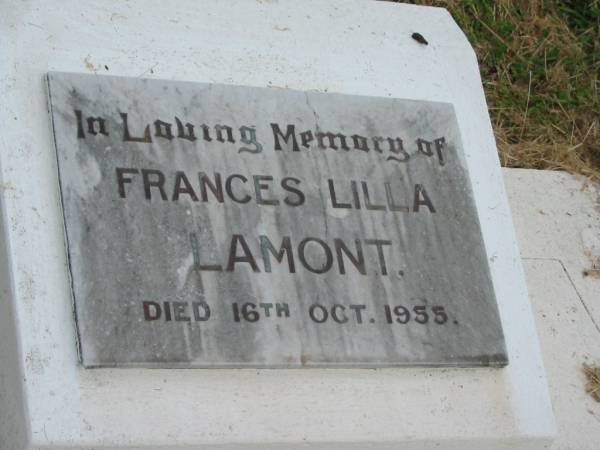 In Loving Memory of
FRANCES LILLA
LAMONT.
DIED 16TH OCT. 1955.